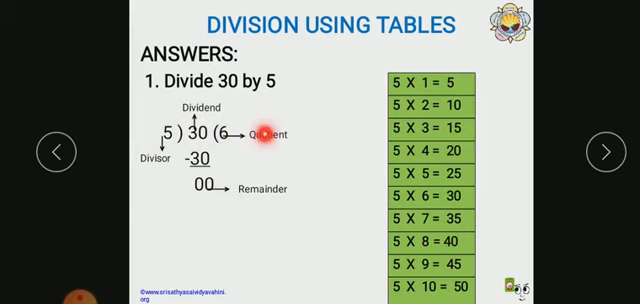 DIVISION USING TABLES
ANSWERS:
1. Divide 30 by 5
Dividend
5 ) 30 (6 Quotient
Divisor -30
00 Remainder
5 X 1 = 5
5 X 2 = 10
5 X 3 = 15
5 X 4 = 20
5 X 5 = 25
5 X 6 = 30
5 X 7 = 35
5 X 8 = 40
5 X 9 = 45
5 X 10 = 50
©www.srisathyasaividyavahini.
org